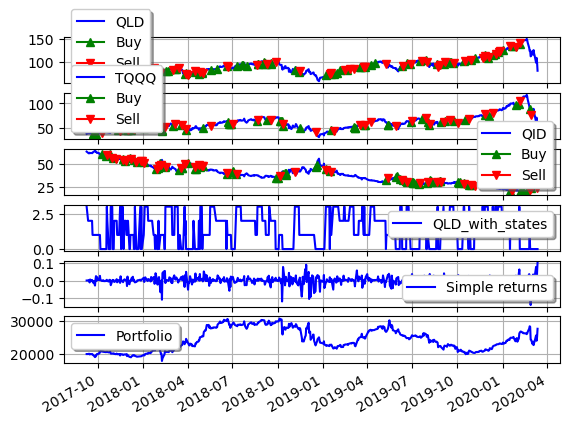 QLD
Buy
Sell
150
100
TQQQ
Buy
Sell
100
50
QID
Buy
Sell
50
25
2.5
0.0
QLD_with_states
0.1
0.0
−0.1
Simple returns
30000
20000
Portfolio
2017-10
2018-01
2018-04
2018-07
2018-10
2019-01
2019-04
2019-07
2019-10
2020-01
2020-04